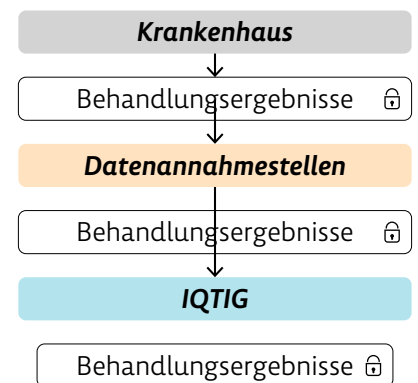 Krankenhaus
Behandlungsergebnisse
Datenannahmestellen
Behandlungsergebnisse
IQTIG
Behandlungsergebnisse